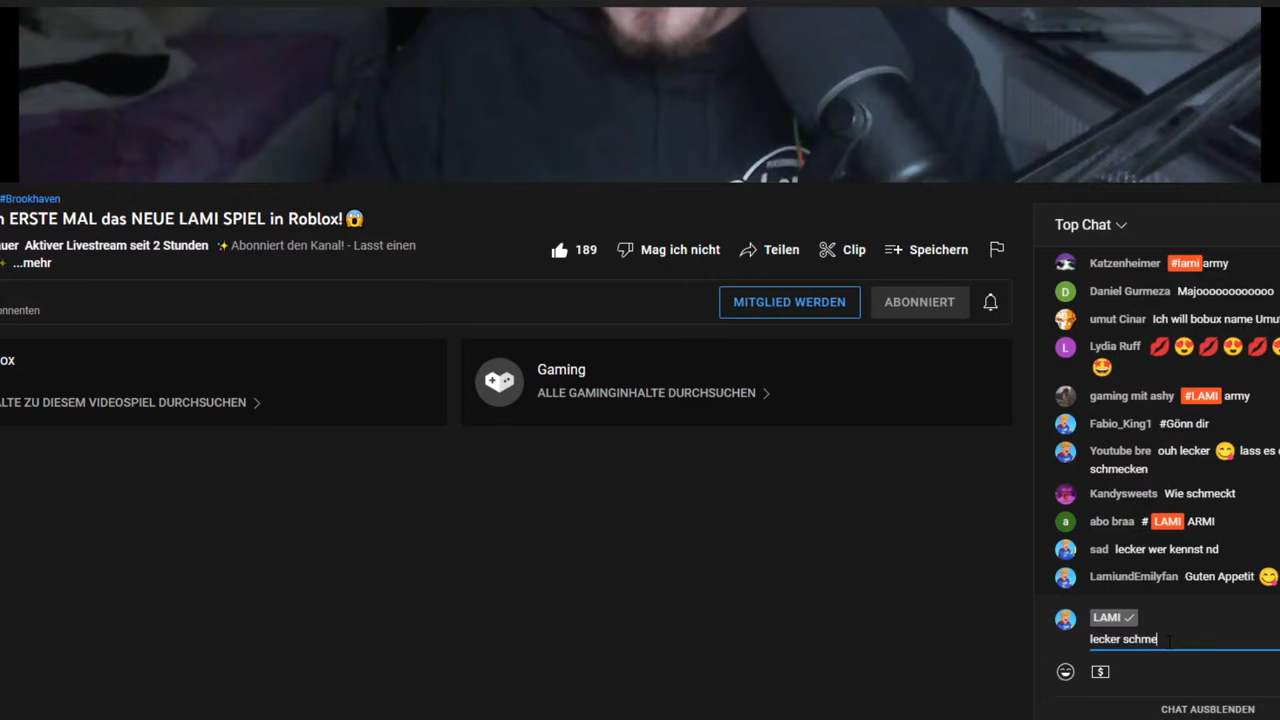 #Brookhaven
n ERSTE MAL das NEUE LAMI SPIEL in Roblox!😱
uer Aktiver Livestream seit 2 Stunden ✨Abonniert den Kanal! - Lasst einen
✨ ...mehr
189 Mag ich nicht Teilen Clip Speichern
onnenten
MITGLIED WERDEN ABONNIERT
ox
LTE ZU DIESEM VIDEOSPIEL DURCHSUCHEN
Gaming
ALLE GAMINGINHALTE DURCHSUCHEN
Top Chat
Katzenheimer #lami army
D Daniel Gurmeza Majooooooooooo
umut Cinar Ich will bobux name Umu
L Lydia Ruff 💋😍💋😍💋
🤩
gaming mit ashy #LAMI army
Fabio_King1 #Gönn dir
Youtube bre ouh lecker 😋 lass es
schmecken
Kandysweets Wie schmeckt
a abo braa # LAMI ARMI
sad lecker wer kennst nd
LamiundEmilyfan Guten Appetit 😋
LAMI ✓
lecker schme
$
CHAT AUSBLENDEN